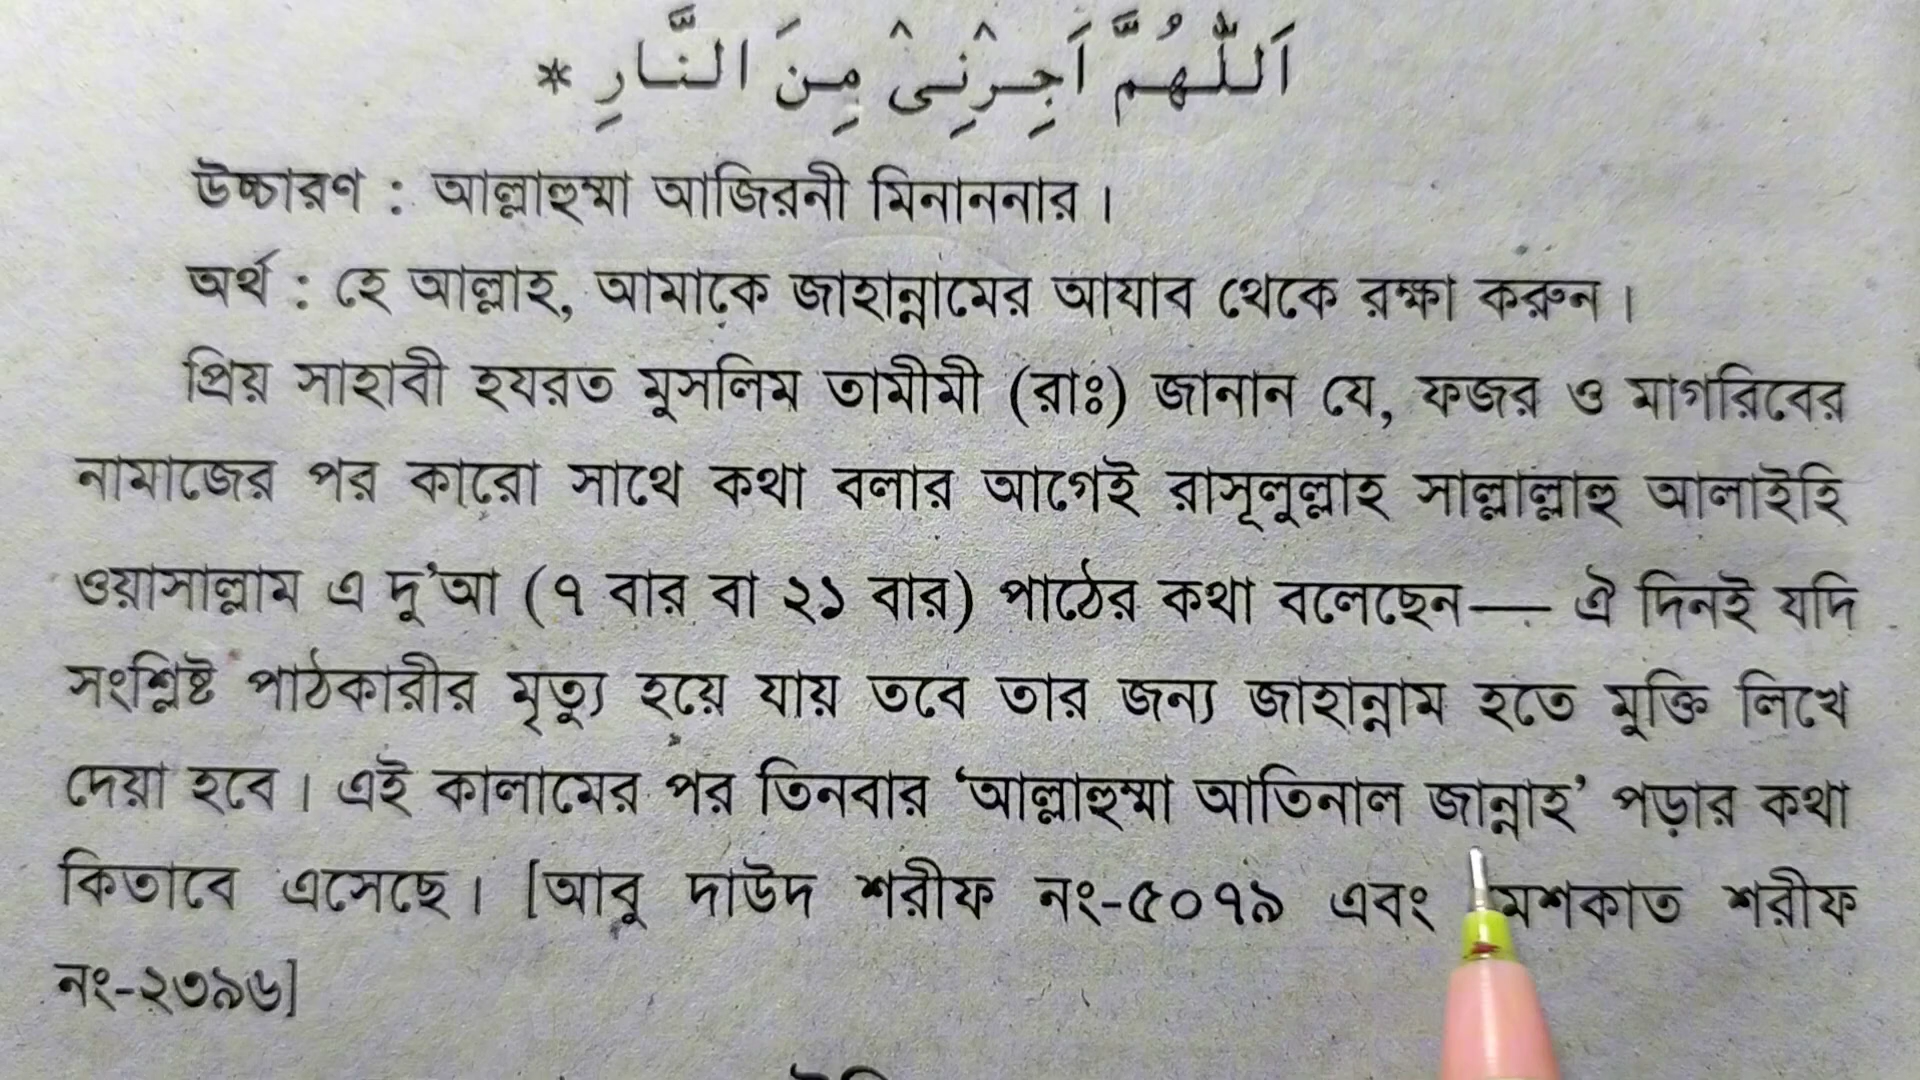 اَللّٰهُمَّ اَجِرْنِىْ مِنَ النَّارِ *
উচ্চারণ : আল্লাহুম্মা আজিরনী মিনাননার।
অর্থ : হে আল্লাহ, আমাকে জাহান্নামের আযাব থেকে রক্ষা করুন।
প্রিয় সাহাবী হযরত মুসলিম তামীমী (রাঃ) জানান যে, ফজর ও মাগরিবের
নামাজের পর কারো সাথে কথা বলার আগেই রাসূলুল্লাহ সাল্লাল্লাহু আলাইহি
ওয়াসাল্লাম এ দু’আ (৭ বার বা ২১ বার) পাঠের কথা বলেছেন— ঐ দিনই যদি
সংশ্লিষ্ট পাঠকারীর মৃত্যু হয়ে যায় তবে তার জন্য জাহান্নাম হতে মুক্তি লিখে
দেয়া হবে। এই কালামের পর তিনবার ‘আল্লাহুম্মা আতিনাল জান্নাহ’ পড়ার কথা
কিতাবে এসেছে। [আবু দাউদ শরীফ নং-৫০৭৯ এবং মেশকাত শরীফ
নং-২৩৯৬]